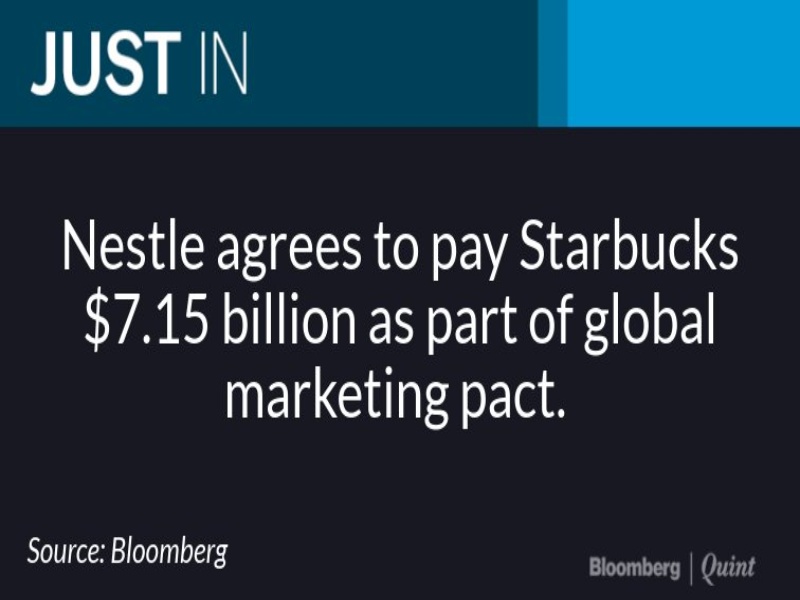 JUST IN
Nestle agrees to pay Starbucks
$7.15 billion as part of global
marketing pact.
Source: Bloomberg
Bloomberg | Quint